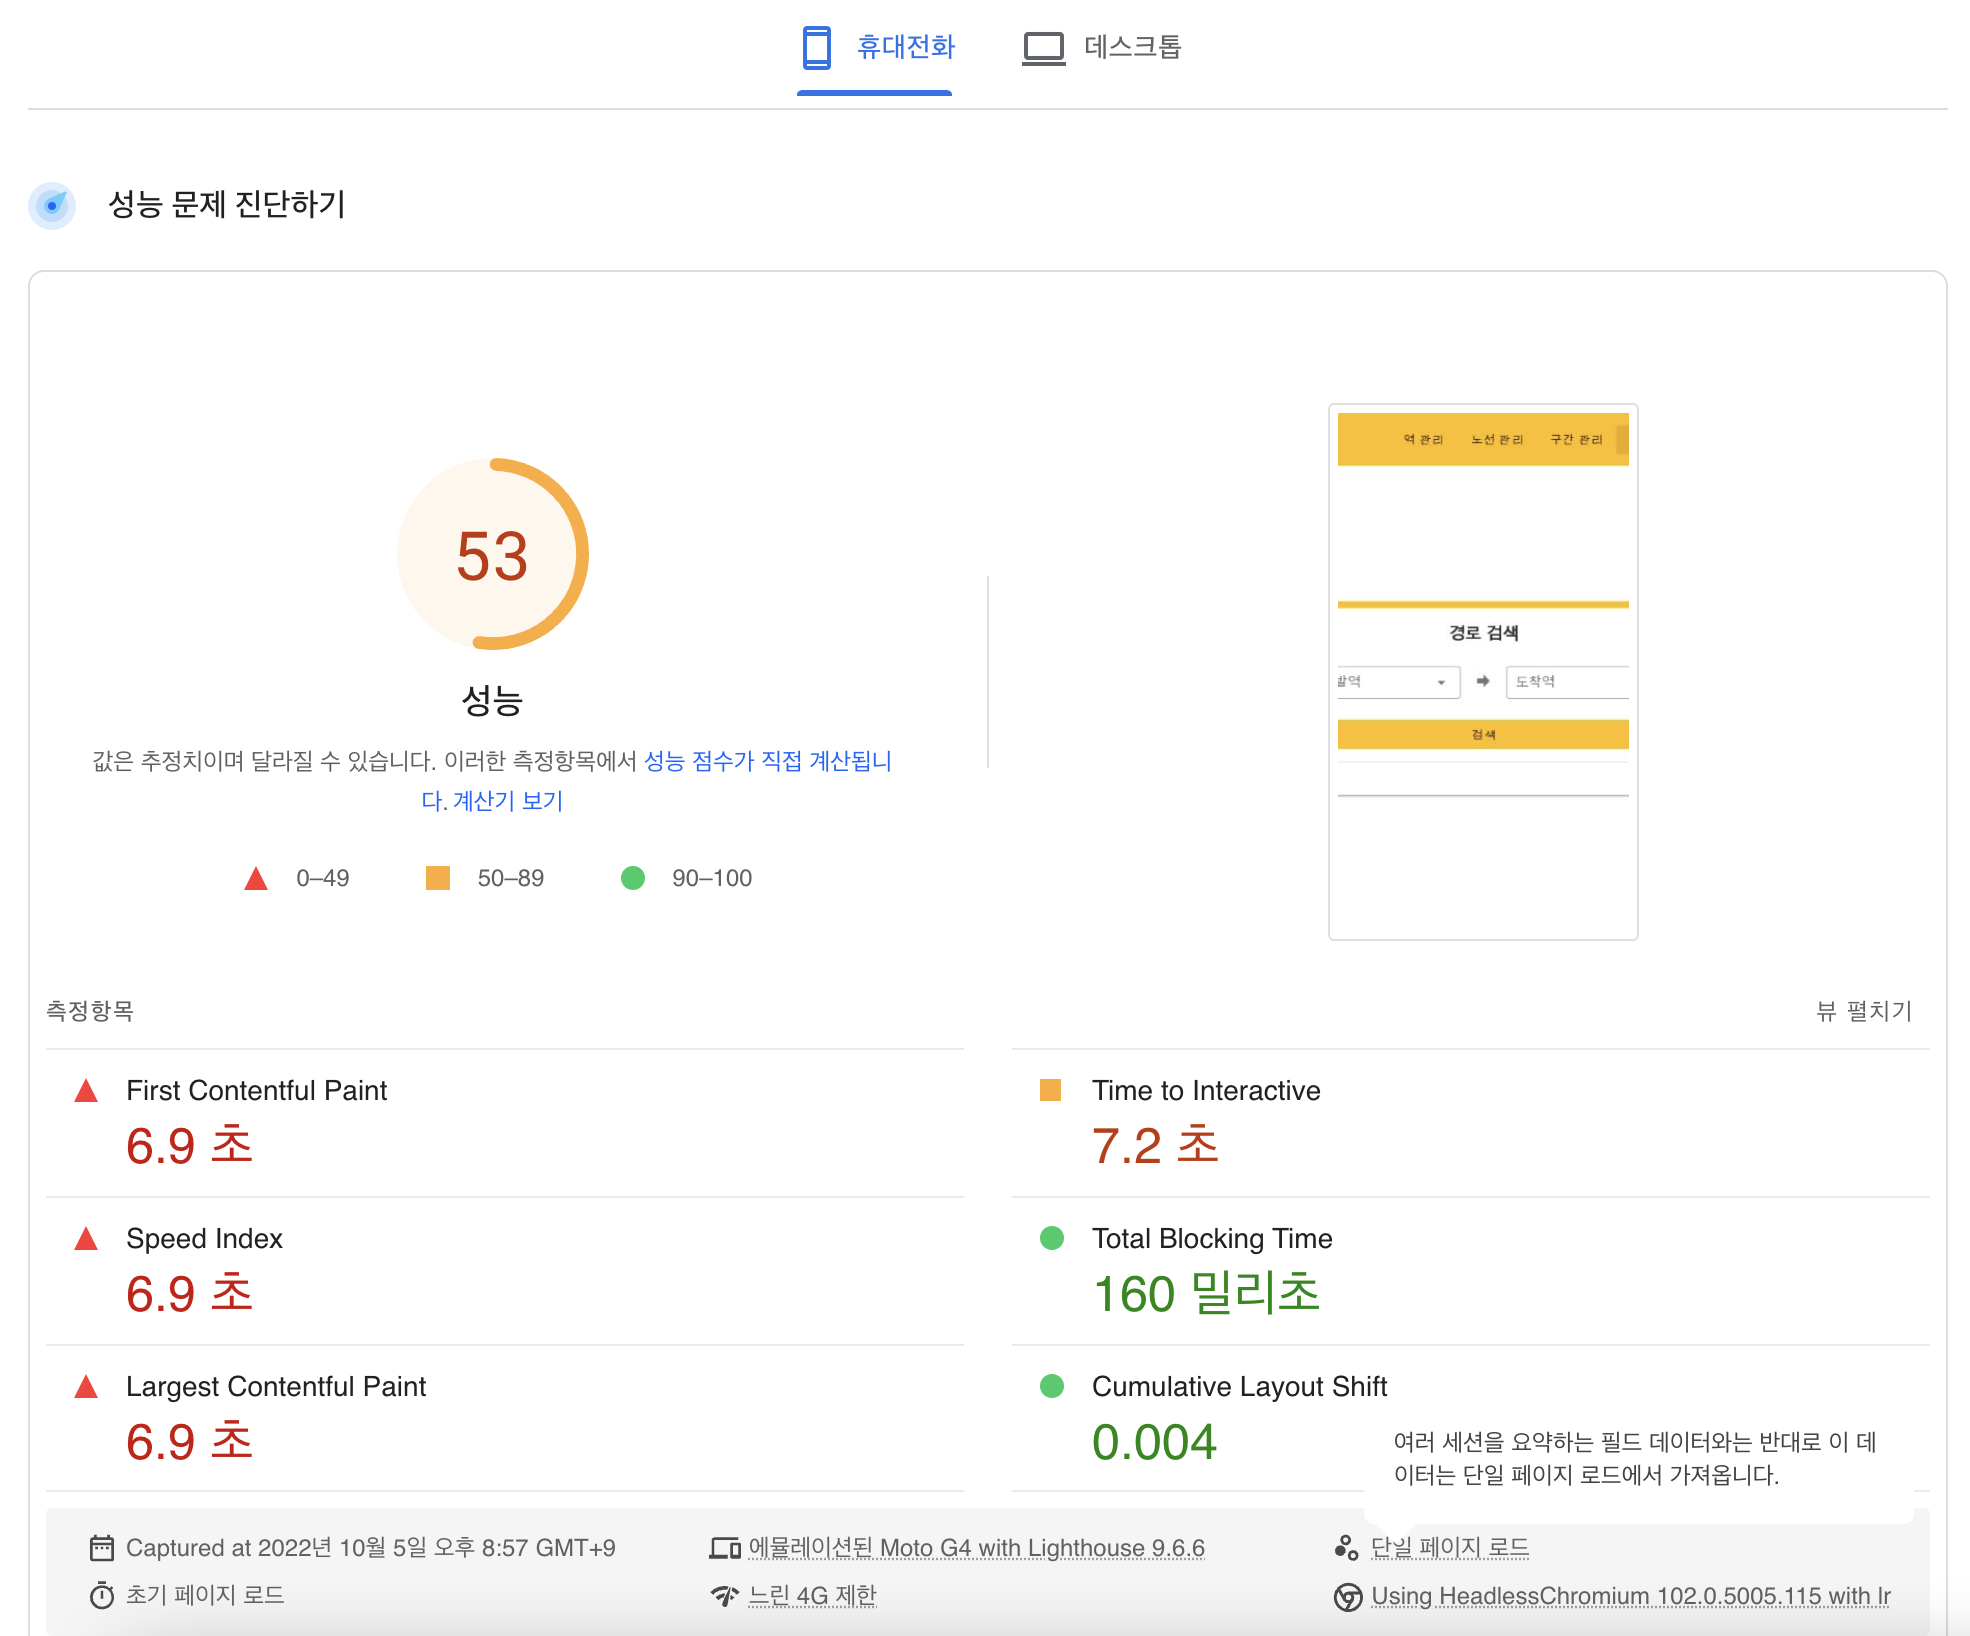 휴대전화
데스크톱
성능 문제 진단하기
53
성능
값은 추정치이며 달라질 수 있습니다. 이러한 측정항목에서 성능 점수가 직접 계산됩니
다. 계산기 보기
0–49
50–89
90–100
역 관리
노선 관리
구간 관리
경로 검색
발역
도착역
검색
측정항목
뷰 펼치기
First Contentful Paint
6.9 초
Time to Interactive
7.2 초
Speed Index
6.9 초
Total Blocking Time
160 밀리초
Largest Contentful Paint
6.9 초
Cumulative Layout Shift
0.004
여러 세션을 요약하는 필드 데이터와는 반대로 이 데
이터는 단일 페이지 로드에서 가져옵니다.
Captured at 2022년 10월 5일 오후 8:57 GMT+9
에뮬레이션된 Moto G4 with Lighthouse 9.6.6
단일 페이지 로드
초기 페이지 로드
느린 4G 제한
Using HeadlessChromium 102.0.5005.115 with lr